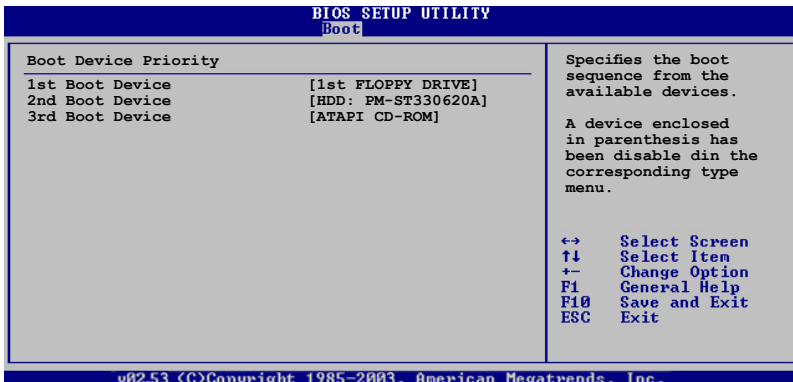 BIOS SETUP UTILITY
Boot
Boot Device Priority
1st Boot Device [1st FLOPPY DRIVE]
2nd Boot Device [HDD: PM-ST330620A]
3rd Boot Device [ATAPI CD-ROM]
Specifies the boot
sequence from the
available devices.
A device enclosed
in parenthesis has
been disable din the
corresponding type
menu.
←→ Select Screen
↑↓ Select Item
+- Change Option
F1 General Help
F10 Save and Exit
ESC Exit
v02.53 (C)Copyright 1985-2003, American Megatrends, Inc.